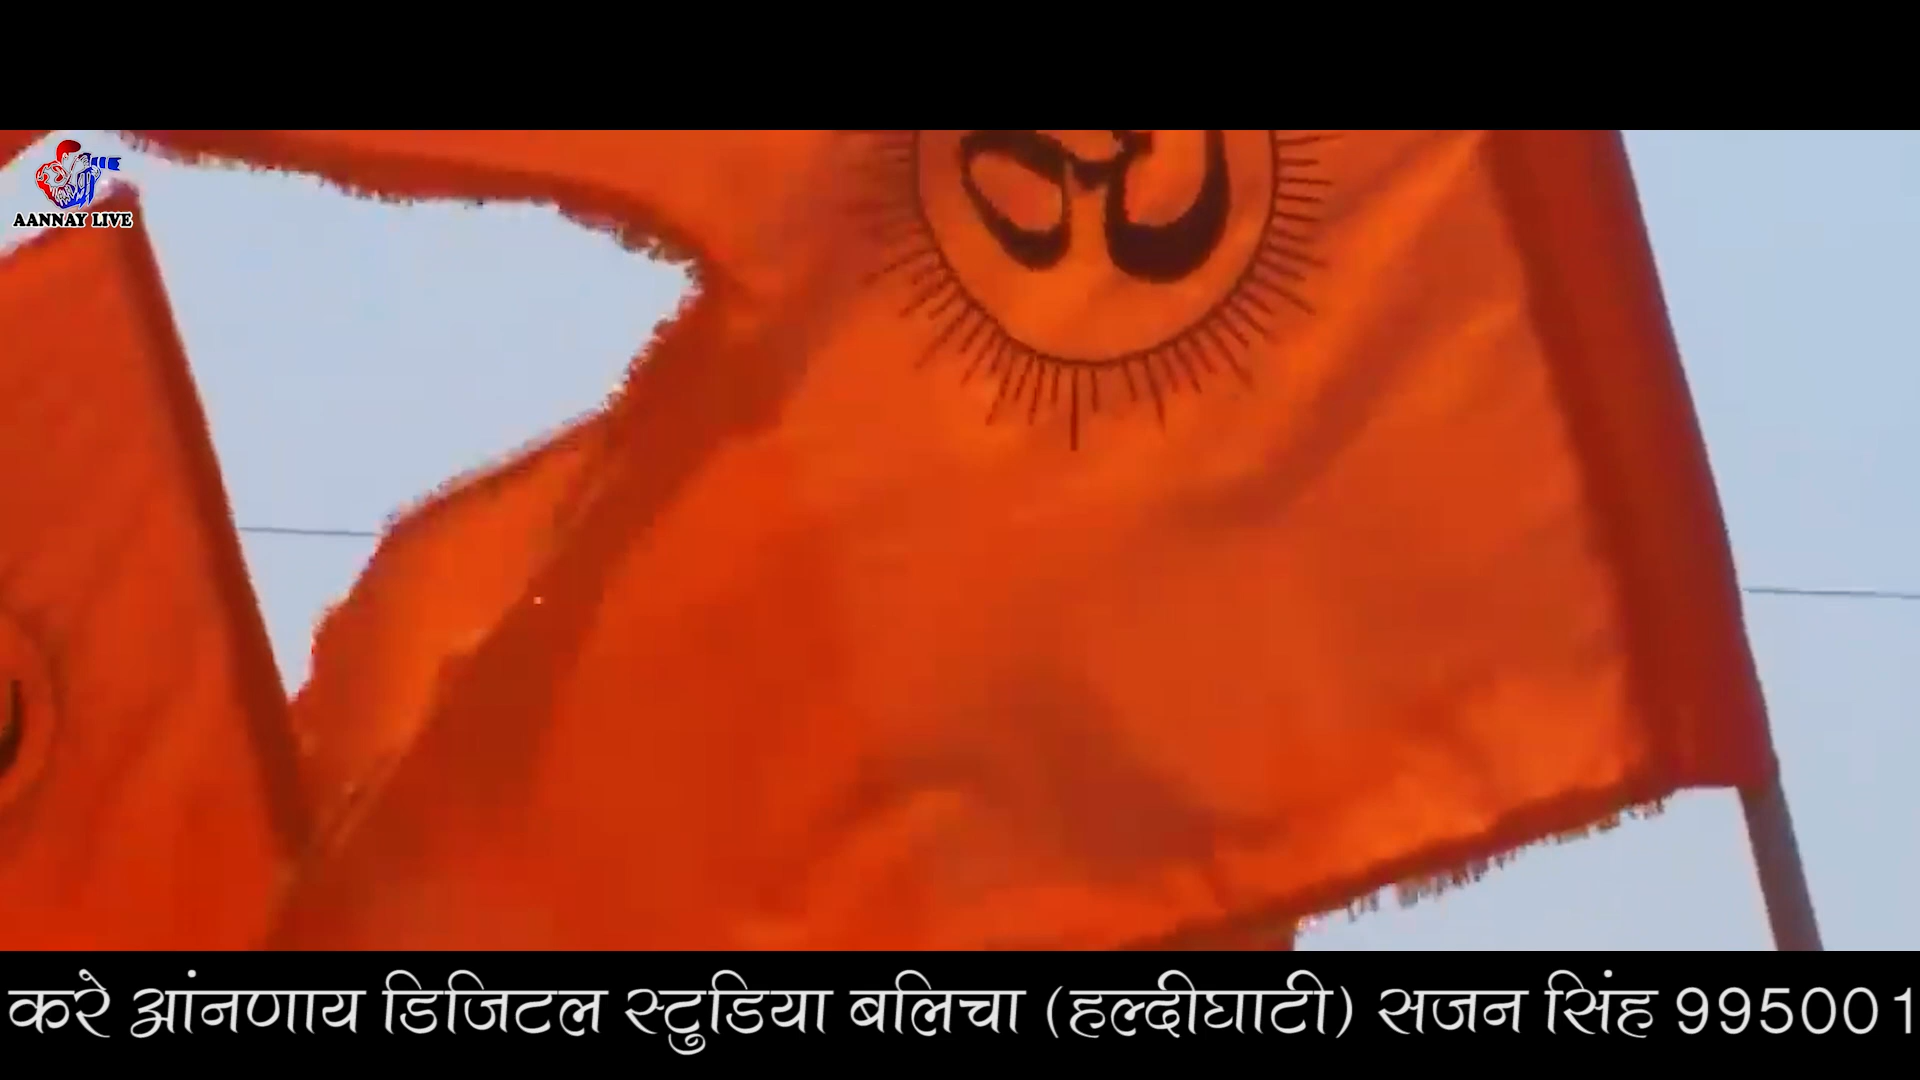 AANNAY LIVE
करे आंनणाय डिजिटल स्टुडिया बलिचा (हल्दीघाटी) सजन सिंह 995001